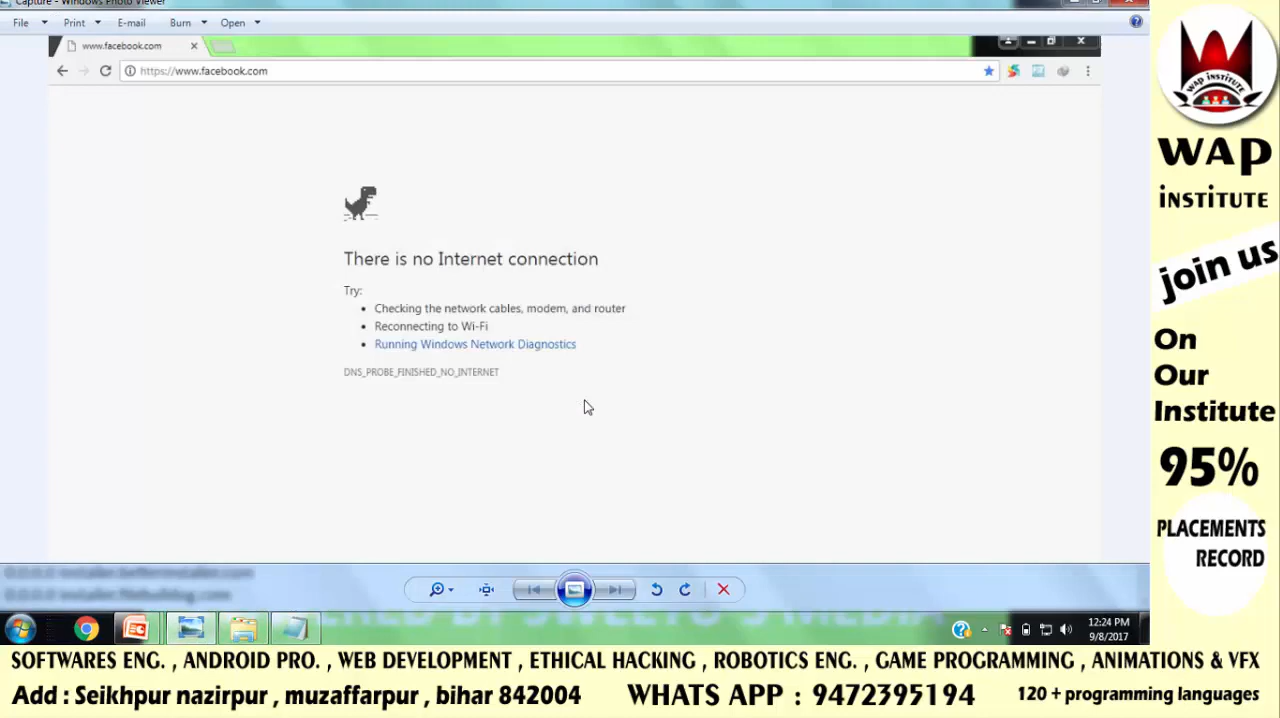 Capture - Windows Photo Viewer
File Print E-mail Burn Open
www.facebook.com
https://www.facebook.com
There is no Internet connection
Try:
• Checking the network cables, modem, and router
• Reconnecting to Wi-Fi
• Running Windows Network Diagnostics
DNS_PROBE_FINISHED_NO_INTERNET
12:24 PM
9/8/2017
WAP INSTITUTE
WAP
INSTITUTE
join us
On
Our
Institute
95%
PLACEMENTS
RECORD
SOFTWARES ENG. , ANDROID PRO. , WEB DEVELOPMENT , ETHICAL HACKING , ROBOTICS ENG. , GAME PROGRAMMING , ANIMATIONS & VFX
Add : Seikhpur nazirpur , muzaffarpur , bihar 842004 WHATS APP : 9472395194 120 + programming languages